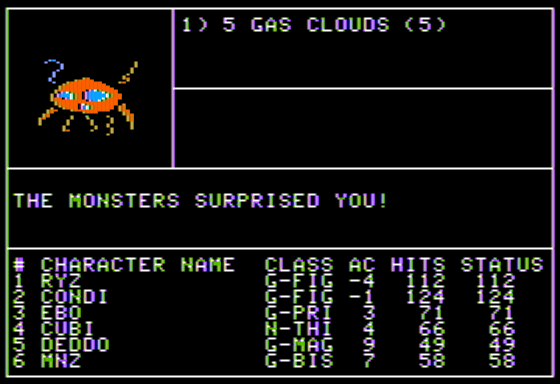 1) 5 GAS CLOUDS (5)
THE MONSTERS SURPRISED YOU!
# CHARACTER NAME CLASS AC HITS STATUS
1 RYZ G-FIG -4 112 112
2 CONDI G-FIG -1 124 124
3 EBO G-PRI 3 71 71
4 CUBI N-THI 4 66 66
5 DEDDO G-MAG 9 49 49
6 MNZ G-BIS 7 58 58